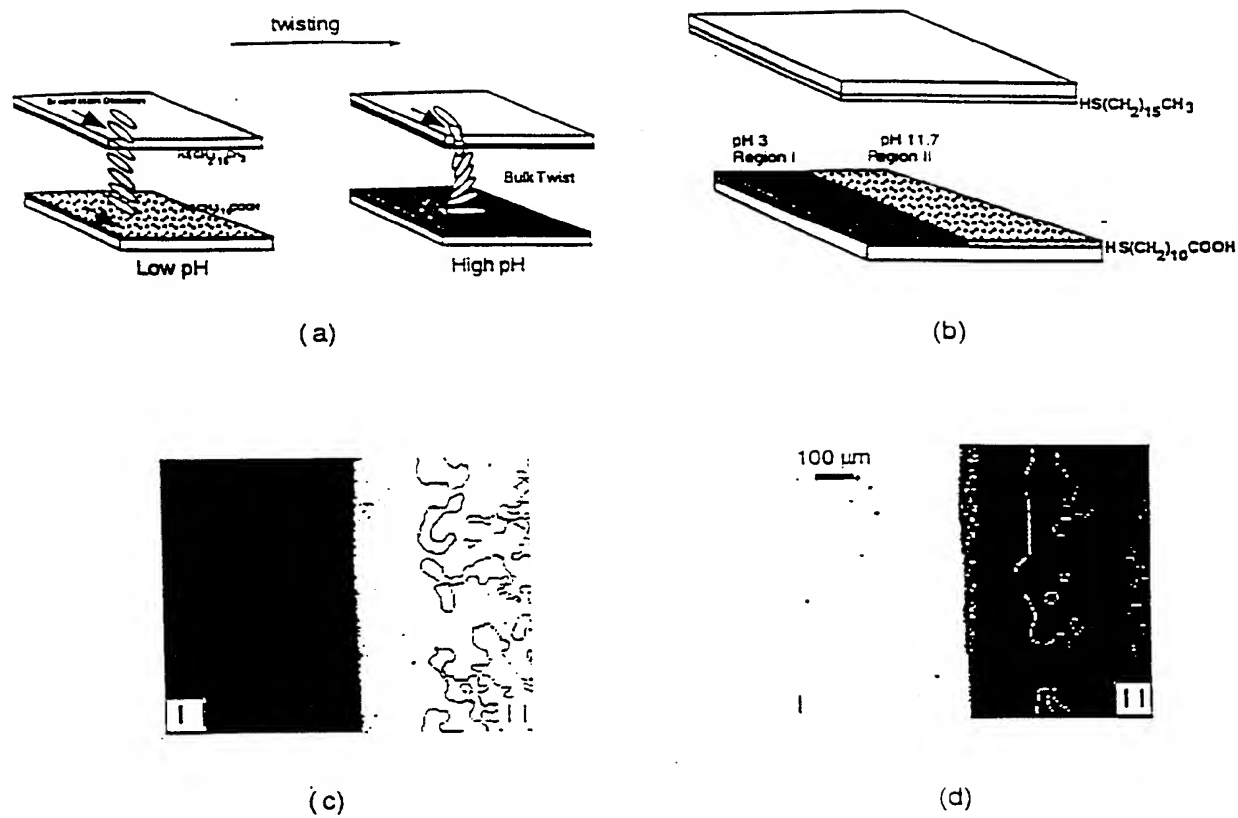 twisting
Low pH
High pH
Bulk Twist
(a)
HS(CH2)15CH3
pH 3
Region I
pH 11.7
Region II
HS(CH2)10COOH
(b)
I
II
(c)
100 μm
I
II
(d)